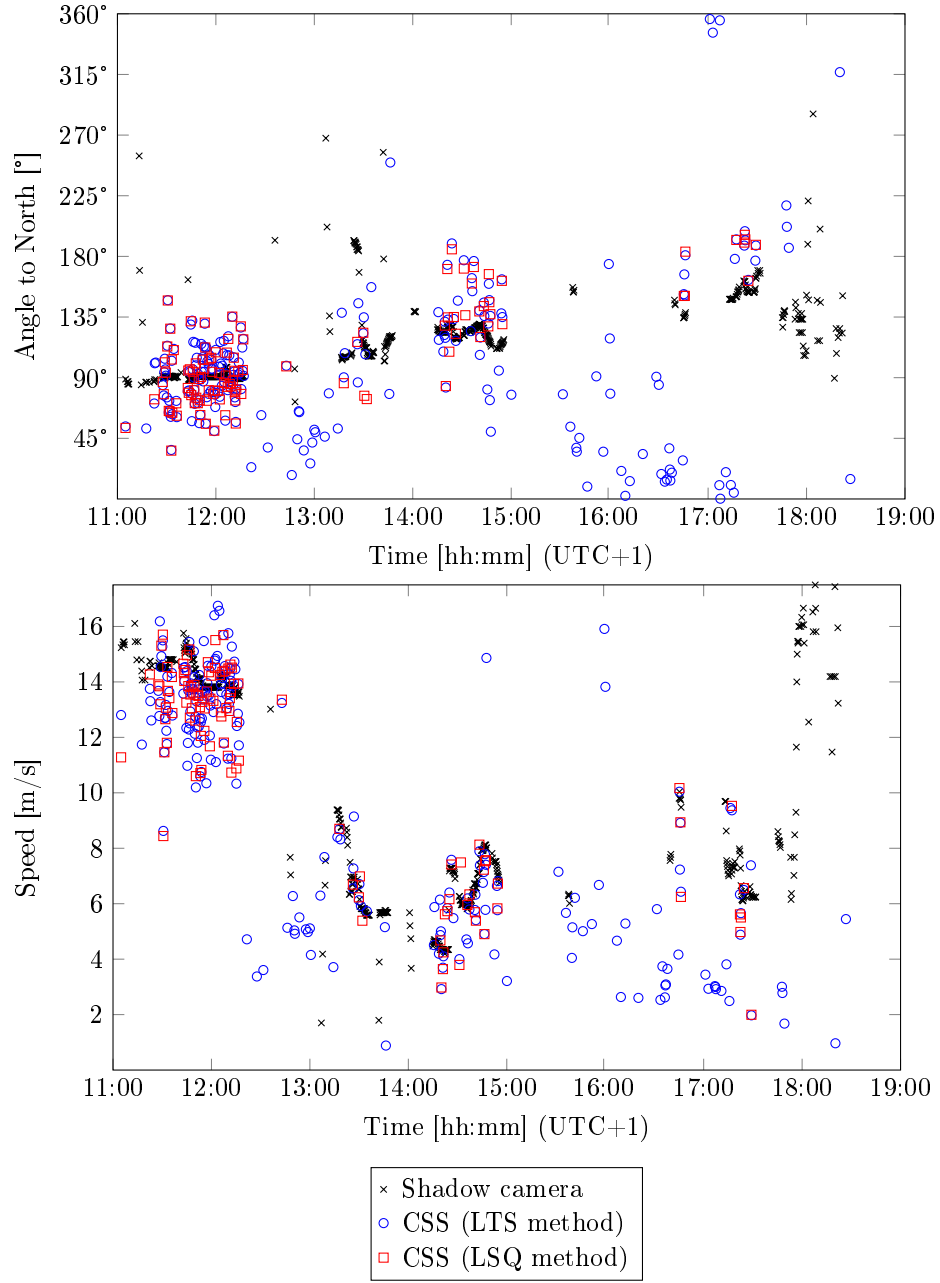 360°
315°
270°
225°
180°
135°
90°
45°
Angle to North [°]
11:00 12:00 13:00 14:00 15:00 16:00 17:00 18:00 19:00
Time [hh:mm] (UTC+1)
16
14
12
10
8
6
4
2
Speed [m/s]
11:00 12:00 13:00 14:00 15:00 16:00 17:00 18:00 19:00
Time [hh:mm] (UTC+1)
Shadow camera
CSS (LTS method)
CSS (LSQ method)